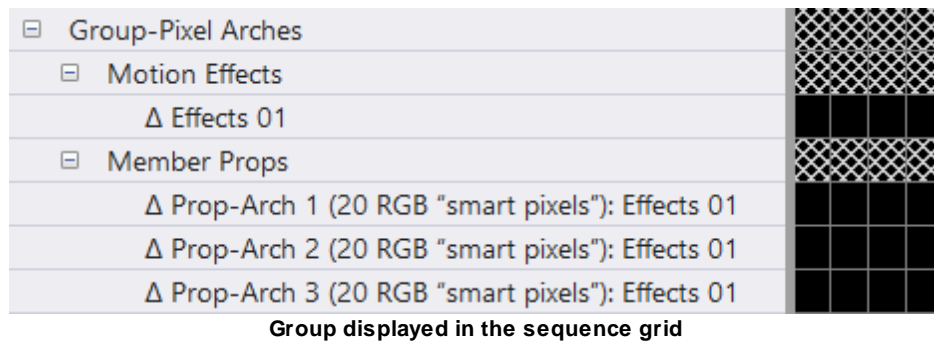 Group-Pixel Arches
Motion Effects
Δ Effects 01
Member Props
Δ Prop-Arch 1 (20 RGB “smart pixels”): Effects 01
Δ Prop-Arch 2 (20 RGB “smart pixels”): Effects 01
Δ Prop-Arch 3 (20 RGB “smart pixels”): Effects 01
Group displayed in the sequence grid